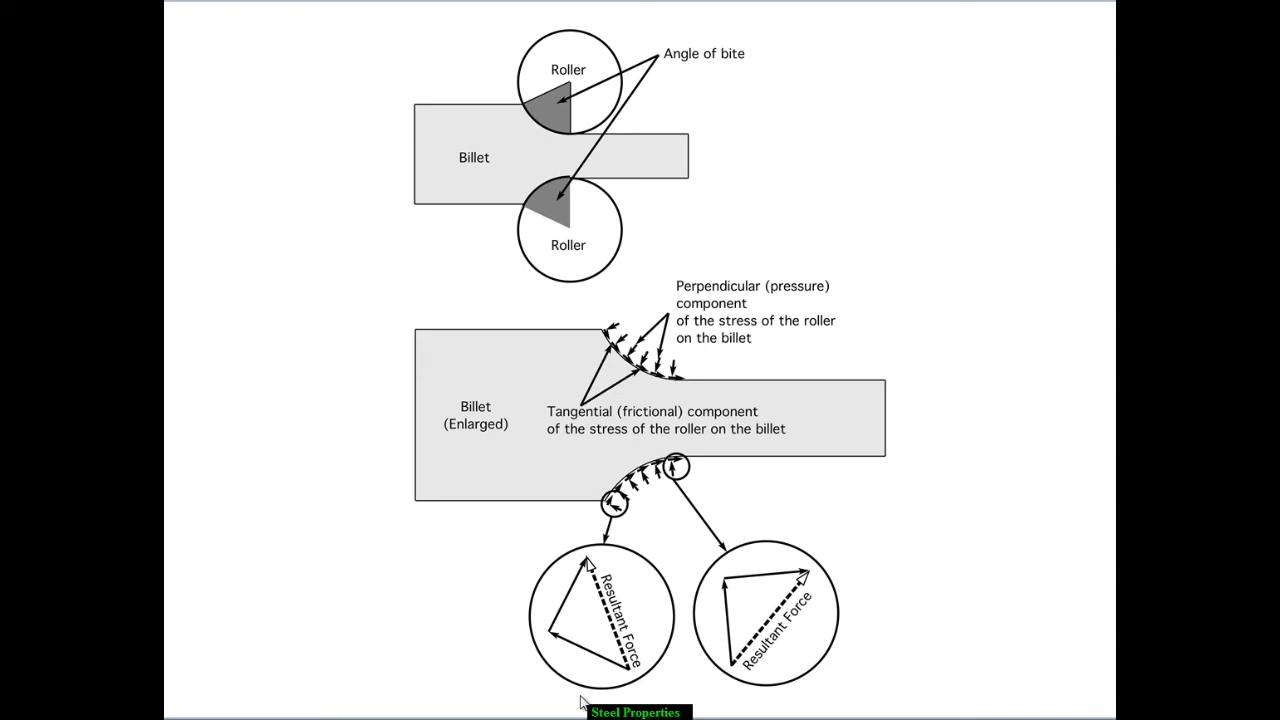 Angle of bite
Roller
Billet
Roller
Perpendicular (pressure)
component
of the stress of the roller
on the billet
Billet
(Enlarged)
Tangential (frictional) component
of the stress of the roller on the billet
Resultant Force
Resultant Force
Steel Properties